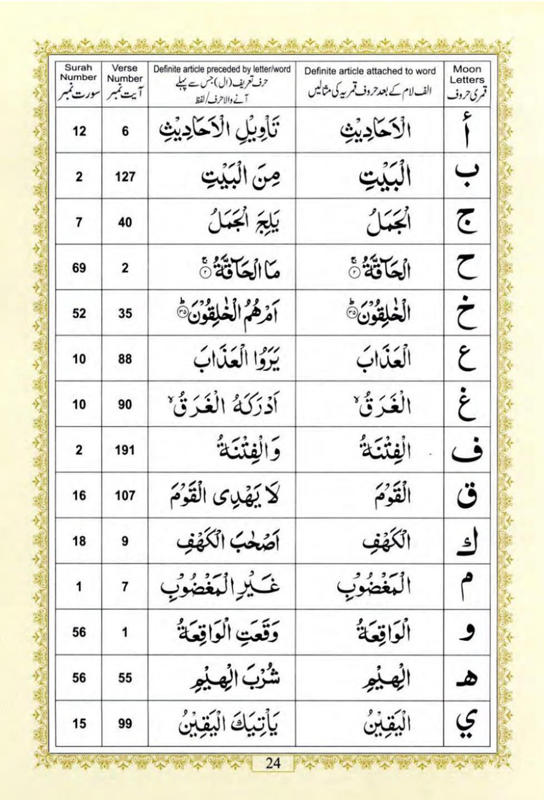 Surah Number سورت نمبر | Verse Number آیت نمبر | Definite article preceded by letter/word حرف تعریف (ال) جس سے پہلے آنے والا حرف/لفظ | Definite article attached to word الف لام کے بعد حروف قمریہ کی مثالیں | Moon Letters قمری حروف
12 | 6 | تَاْوِيْلِ الْاَحَادِيْثِ | الْاَحَادِيْثِ | أ
2 | 127 | مِنَ الْبَيْتِ | الْبَيْتِ | ب
7 | 40 | يَلِجَ الْجَمَلُ | الْجَمَلُ | ج
69 | 2 | مَا الْحَآقَّةُ ۚ‏﴿۲﴾ | الْحَآقَّةُ ۚ‏﴿۲﴾ | ح
52 | 35 | اَمْ هُمُ الْخٰلِقُوْنَ ؕ‏﴿۳۵﴾ | الْخٰلِقُوْنَ ؕ‏﴿۳۵﴾ | خ
10 | 88 | يَرَوُا الْعَذَابَ | الْعَذَابَ | ع
10 | 90 | اَدْرَكَهُ الْغَرَقُ ۙ | الْغَرَقُ ۙ | غ
2 | 191 | وَالْفِتْنَةُ | الْفِتْنَةُ | ف
16 | 107 | لَا يَهْدِى الْقَوْمَ | الْقَوْمَ | ق
18 | 9 | اَصْحٰبَ الْكَهْفِ | الْكَهْفِ | ك
1 | 7 | غَيْرِ الْمَغْضُوْبِ | الْمَغْضُوْبِ | م
56 | 1 | وَقَعَتِ الْوَاقِعَةُ | الْوَاقِعَةُ | و
56 | 55 | شُرْبَ الْهِيْمِ | الْهِيْمِ | هـ
15 | 99 | يَاْتِيَكَ الْيَقِيْنُ | الْيَقِيْنُ | ي
24